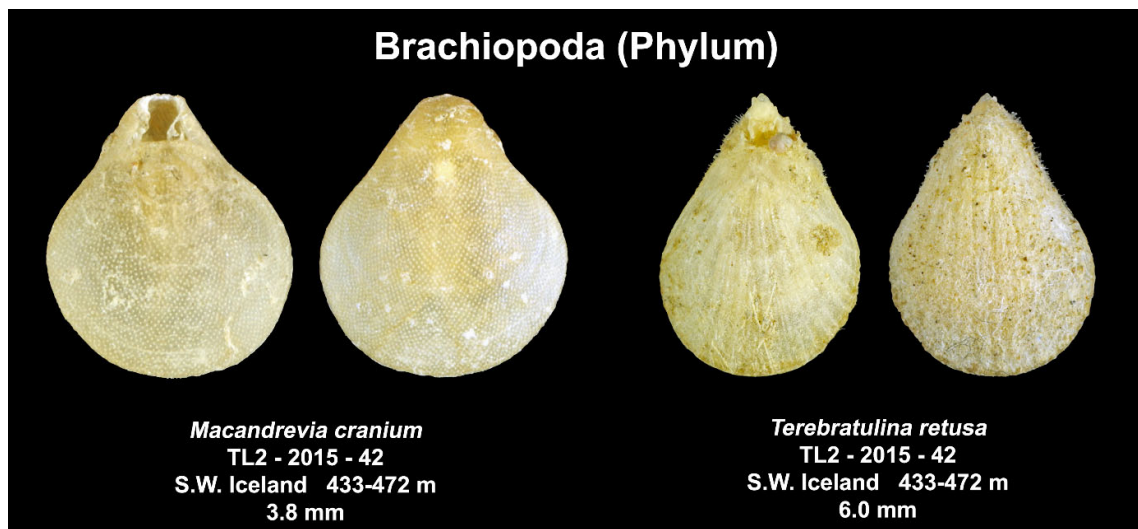 Brachiopoda (Phylum)
Macandrevia cranium
TL2 - 2015 - 42
S.W. Iceland 433-472 m
3.8 mm
Terebratulina retusa
TL2 - 2015 - 42
S.W. Iceland 433-472 m
6.0 mm